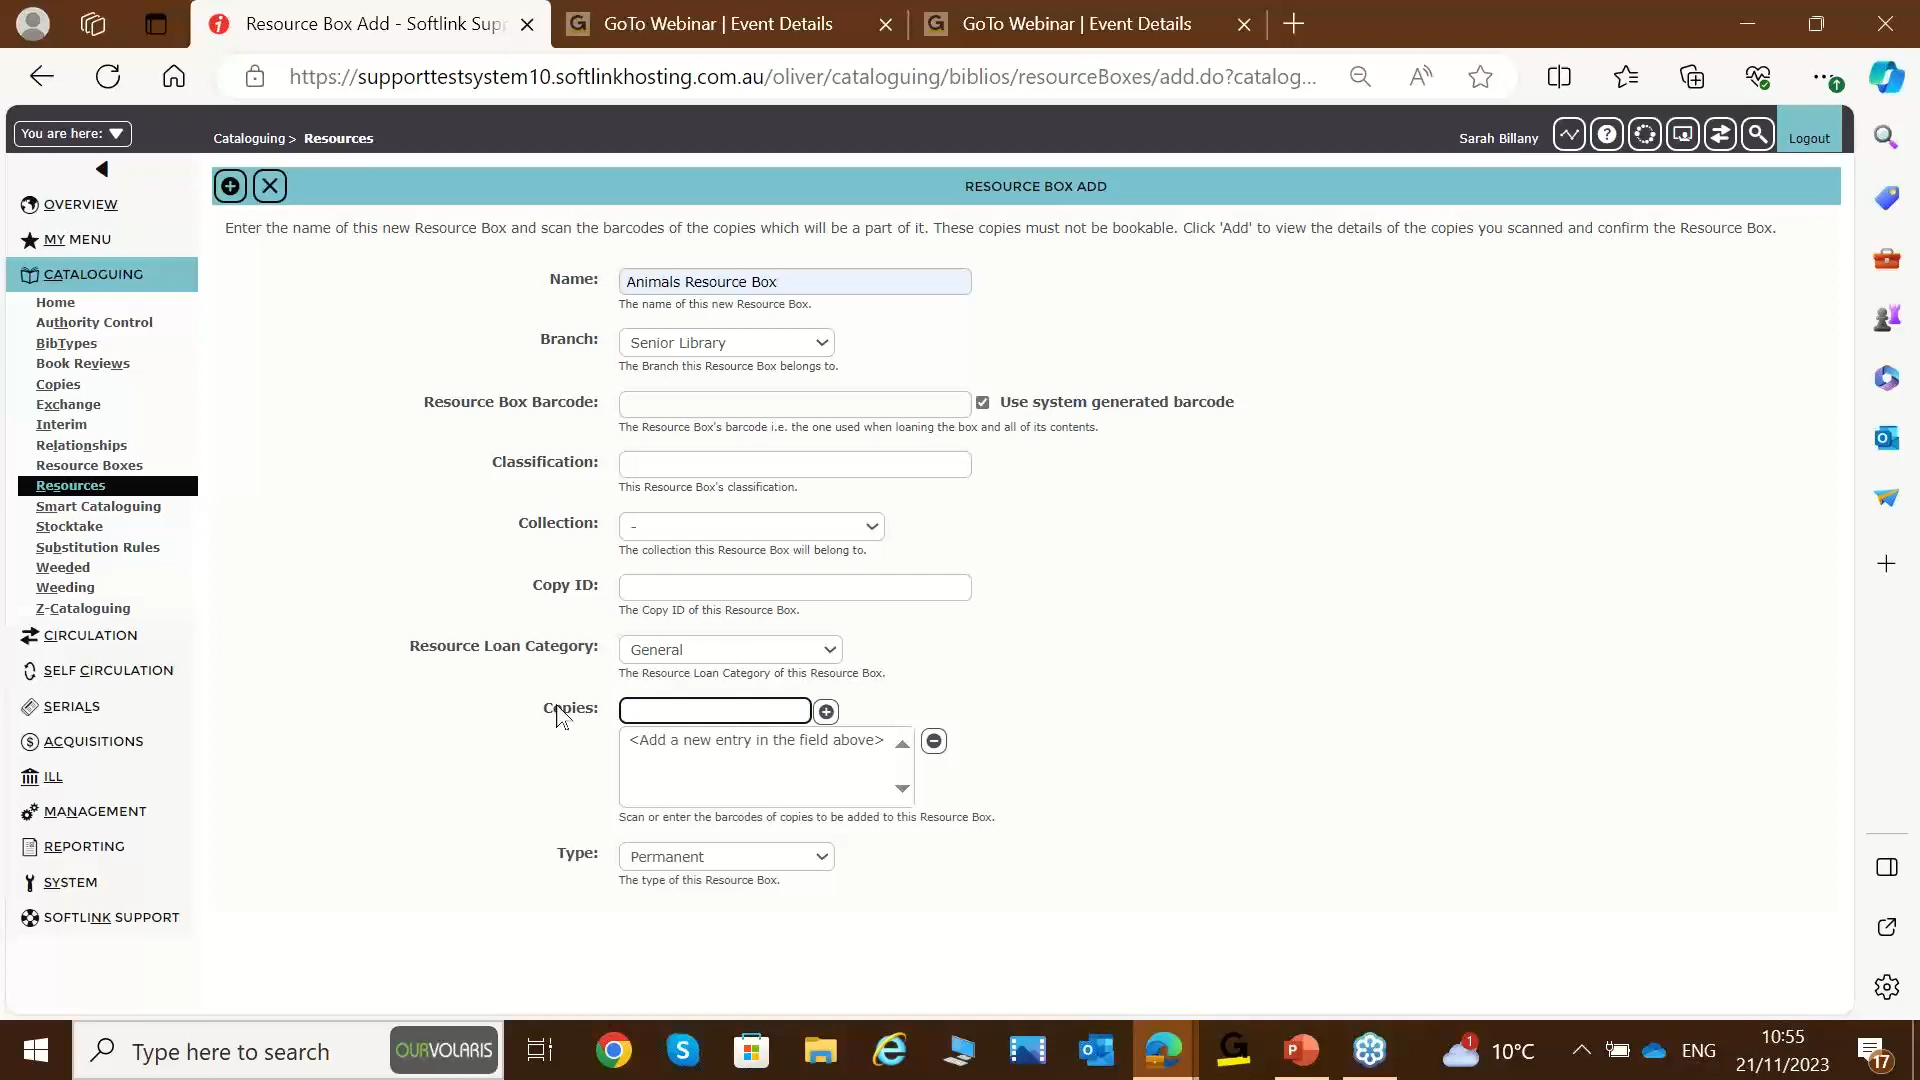 Resource Box Add - Softlink Sup
GoTo Webinar | Event Details
GoTo Webinar | Event Details
https://supporttestsystem10.softlinkhosting.com.au/oliver/cataloguing/biblios/resourceBoxes/add.do?catalog...
You are here:
Cataloguing > Resources
Sarah Billany
Logout
OVERVIEW
MY MENU
CATALOGUING
Home
Authority Control
BibTypes
Book Reviews
Copies
Exchange
Interim
Relationships
Resource Boxes
Resources
Smart Cataloguing
Stocktake
Substitution Rules
Weeded
Weeding
Z-Cataloguing
CIRCULATION
SELF CIRCULATION
SERIALS
ACQUISITIONS
ILL
MANAGEMENT
REPORTING
SYSTEM
SOFTLINK SUPPORT
RESOURCE BOX ADD
Enter the name of this new Resource Box and scan the barcodes of the copies which will be a part of it. These copies must not be bookable. Click 'Add' to view the details of the copies you scanned and confirm the Resource Box.
Name: Animals Resource Box
The name of this new Resource Box.
Branch: Senior Library
The Branch this Resource Box belongs to.
Resource Box Barcode: Use system generated barcode
The Resource Box's barcode i.e. the one used when loaning the box and all of its contents.
Classification:
This Resource Box's classification.
Collection: -
The collection this Resource Box will belong to.
Copy ID:
The Copy ID of this Resource Box.
Resource Loan Category: General
The Resource Loan Category of this Resource Box.
Copies:
<Add a new entry in the field above>
Scan or enter the barcodes of copies to be added to this Resource Box.
Type: Permanent
The type of this Resource Box.
Type here to search
OURVOLARIS
1
10°C
ENG
10:55
21/11/2023
17